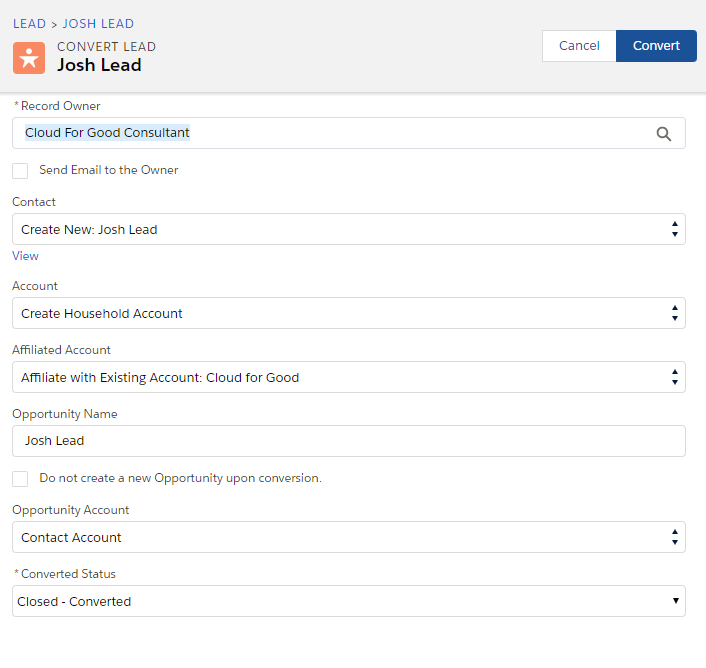 LEAD > JOSH LEAD
CONVERT LEAD
Josh Lead
Cancel
Convert
*Record Owner
Cloud For Good Consultant
Send Email to the Owner
Contact
Create New: Josh Lead
View
Account
Create Household Account
Affiliated Account
Affiliate with Existing Account: Cloud for Good
Opportunity Name
Josh Lead
Do not create a new Opportunity upon conversion.
Opportunity Account
Contact Account
*Converted Status
Closed - Converted